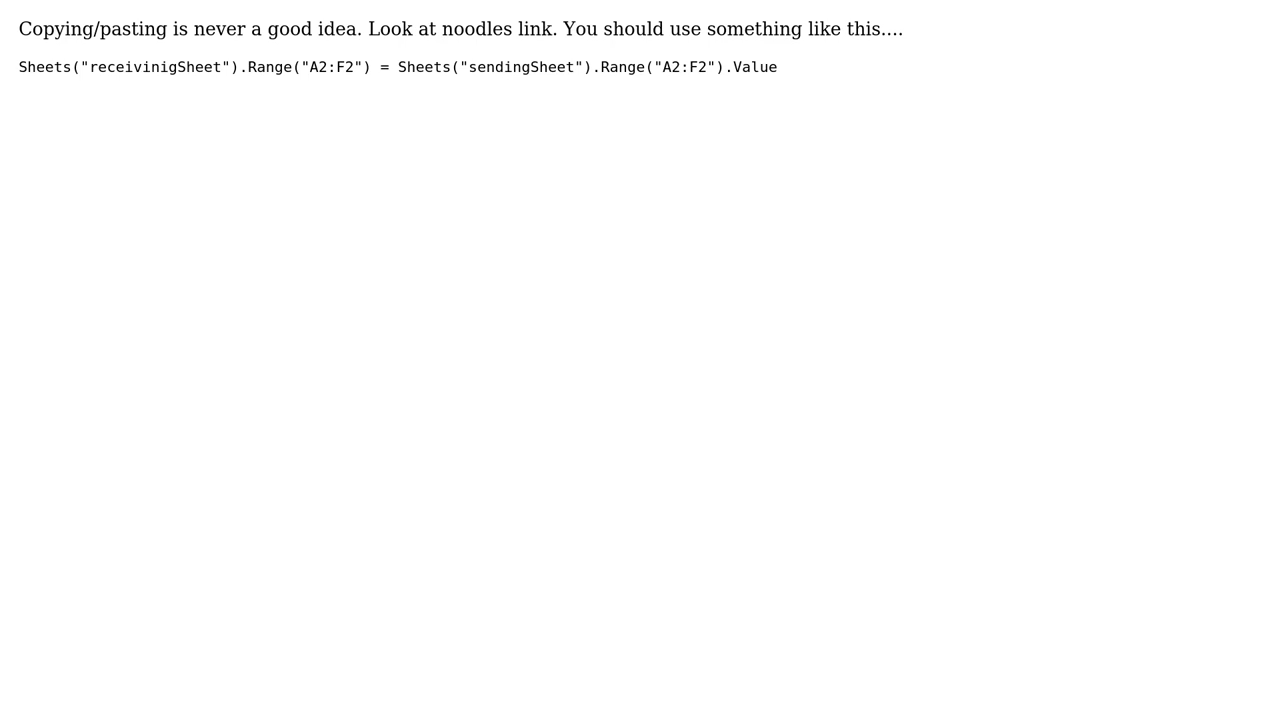 Copying/pasting is never a good idea. Look at noodles link. You should use something like this....
Sheets("receivinigSheet").Range("A2:F2") = Sheets("sendingSheet").Range("A2:F2").Value